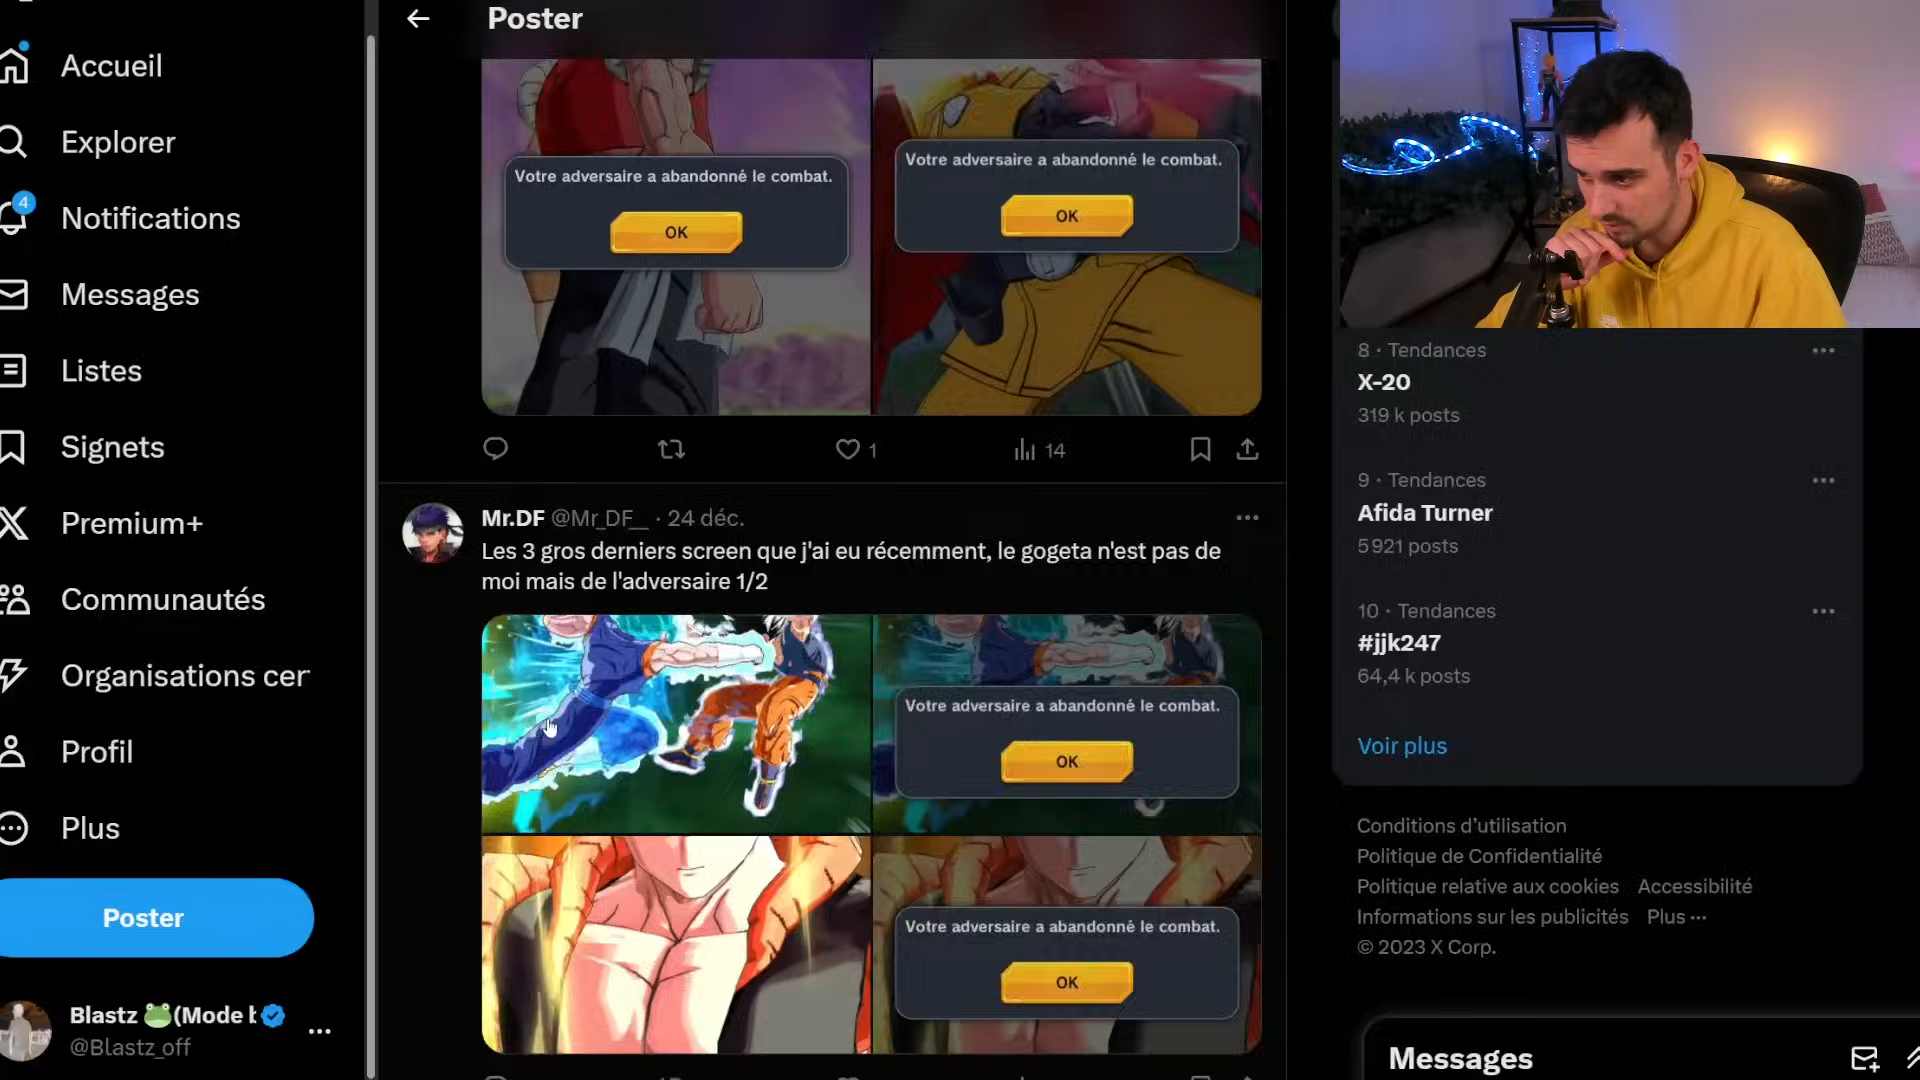 Accueil
Explorer
4
Notifications
Messages
Listes
Signets
Premium+
Communautés
Organisations cer
Profil
Plus
Poster
Blastz 🐸(Mode b
@Blastz_off
Poster
Votre adversaire a abandonné le combat.
OK
Votre adversaire a abandonné le combat.
OK
1
14
Mr.DF @Mr_DF__ · 24 déc.
Les 3 gros derniers screen que j'ai eu récemment, le gogeta n'est pas de
moi mais de l'adversaire 1/2
Votre adversaire a abandonné le combat.
OK
Votre adversaire a abandonné le combat.
OK
8 · Tendances
X-20
319 k posts
9 · Tendances
Afida Turner
5 921 posts
10 · Tendances
#jjk247
64,4 k posts
Voir plus
Conditions d’utilisation
Politique de Confidentialité
Politique relative aux cookies Accessibilité
Informations sur les publicités Plus ···
© 2023 X Corp.
Messages